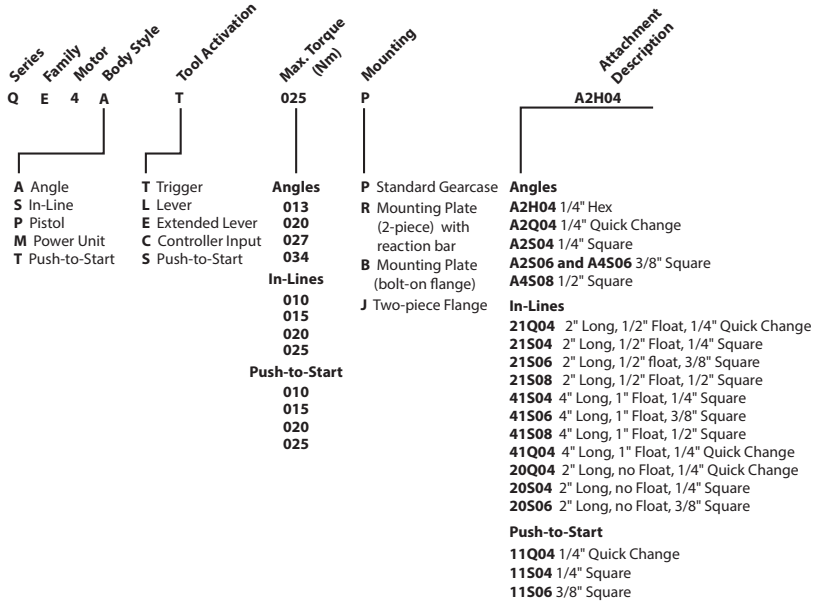 Series
Family
Motor
Body Style
Tool Activation
Max. Torque
(Nm)
Mounting
Attachment
Description
Q E 4 A T 025 P A2H04
A Angle
S In-Line
P Pistol
M Power Unit
T Push-to-Start
T Trigger
L Lever
E Extended Lever
C Controller Input
S Push-to-Start
Angles
013
020
027
034
In-Lines
010
015
020
025
Push-to-Start
010
015
020
025
P Standard Gearcase
R Mounting Plate
(2-piece) with
reaction bar
B Mounting Plate
(bolt-on flange)
J Two-piece Flange
Angles
A2H04 1/4" Hex
A2Q04 1/4" Quick Change
A2S04 1/4" Square
A2S06 and A4S06 3/8" Square
A4S08 1/2" Square
In-Lines
21Q04 2" Long, 1/2" Float, 1/4" Quick Change
21S04 2" Long, 1/2" Float, 1/4" Square
21S06 2" Long, 1/2" float, 3/8" Square
21S08 2" Long, 1/2" Float, 1/2" Square
41S04 4" Long, 1" Float, 1/4" Square
41S06 4" Long, 1" Float, 3/8" Square
41S08 4" Long, 1" Float, 1/2" Square
41Q04 4" Long, 1" Float, 1/4" Quick Change
20Q04 2" Long, no Float, 1/4" Quick Change
20S04 2" Long, no Float, 1/4" Square
20S06 2" Long, no Float, 3/8" Square
Push-to-Start
11Q04 1/4" Quick Change
11S04 1/4" Square
11S06 3/8" Square